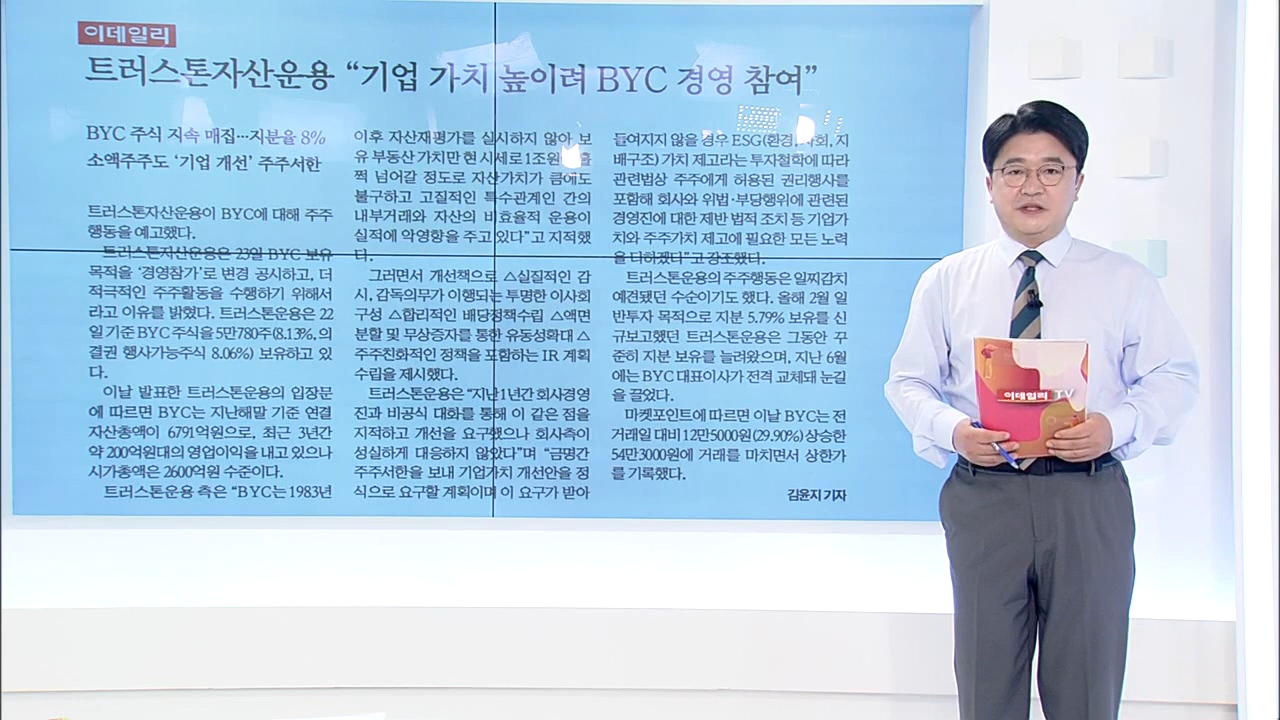 이데일리
트러스톤자산운용 “기업 가치 높이려 BYC 경영 참여”
BYC 주식 지속 매집…지분율 8%
소액주주도 ‘기업 개선’ 주주서한
트러스톤자산운용이 BYC에 대해 주주
행동을 예고했다.
트러스톤자산운용은 23일 BYC 보유
목적을 ‘경영참가’로 변경 공시하고, 더
적극적인 주주활동을 수행하기 위해서
라고 이유를 밝혔다. 트러스톤운용은 22
일 기준 BYC 주식을 5만780주(8.13%, 의
결권 행사가능주식 8.06%) 보유하고 있
다.
이날 발표한 트러스톤운용의 입장문
에 따르면 BYC는 지난해말 기준 연결
자산총액이 6791억원으로, 최근 3년간
약 200억원대의 영업이익을 내고 있으나
시가총액은 2600억원 수준이다.
트러스톤운용 측은 “BYC는 1983년
이후 자산재평가를 실시하지 않아 보
유 부동산 가치만 현 시세로 1조원을 훌
쩍 넘어갈 정도로 자산가치가 큼에도
불구하고 고질적인 특수관계인 간의
내부거래와 자산의 비효율적 운용이
실적에 악영향을 주고 있다”고 지적했
다.
그러면서 개선책으로 △실질적인 감
시, 감독의무가 이행되는 투명한 이사회
구성 △합리적인 배당정책수립 △액면
분할 및 무상증자를 통한 유동성확대 △
주주친화적인 정책을 포함하는 IR 계획
수립을 제시했다.
트러스톤운용은 “지난 1년간 회사경영
진과 비공식 대화를 통해 이 같은 점을
지적하고 개선을 요구했으나 회사측이
성실하게 대응하지 않았다”며 “금명간
주주서한을 보내 기업가치 개선안을 정
식으로 요구할 계획이며 이 요구가 받아
들여지지 않을 경우 ESG(환경, 사회, 지
배구조) 가치 제고라는 투자철학에 따라
관련법상 주주에게 허용된 권리행사를
포함해 회사와 위법·부당행위에 관련된
경영진에 대한 제반 법적 조치 등 기업가
치와 주주가치 제고에 필요한 모든 노력
을 다하겠다”고 강조했다.
트러스톤운용의 주주행동은 일찌감치
예견됐던 수순이기도 했다. 올해 2월 일
반투자 목적으로 지분 5.79% 보유를 신
규보고했던 트러스톤운용은 그동안 꾸
준히 지분 보유를 늘려왔으며, 지난 6월
에는 BYC 대표이사가 전격 교체돼 눈길
을 끌었다.
마켓포인트에 따르면 이날 BYC는 전
거래일 대비 12만5000원(29.90%) 상승한
54만3000원에 거래를 마치면서 상한가
를 기록했다.
김윤지 기자
이데일리 TV